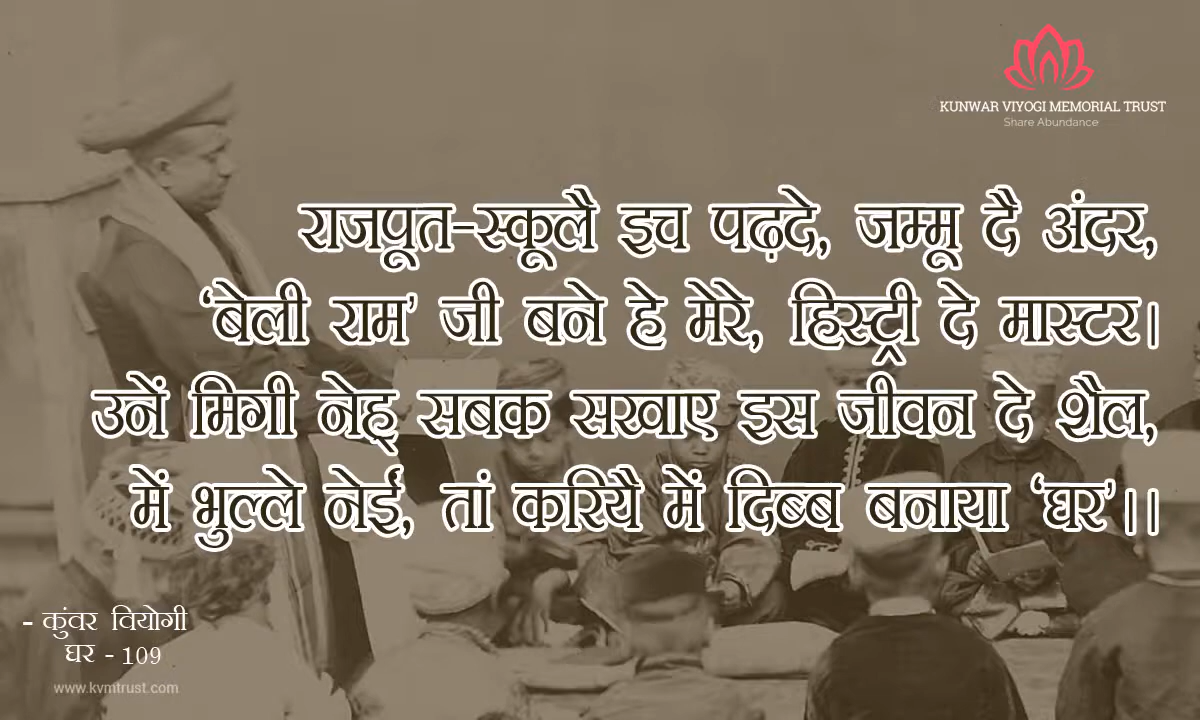 KUNWAR VIYOGI MEMORIAL TRUST
Share Abundance
राजपूत-स्कूलै इच पढ़दे, जम्मू दै अंदर,
‘बेली राम’ जी बने हे मेरे, हिस्ट्री दे मास्टर।
उनें मिगी नेह् सबक सखाए इस जीवन दे शैल,
में भुल्ले नेईं, तां करियै में दिब्ब बनाया ‘घर’।।
- कुंवर वियोगी
घर - 109
www.kvmtrust.com